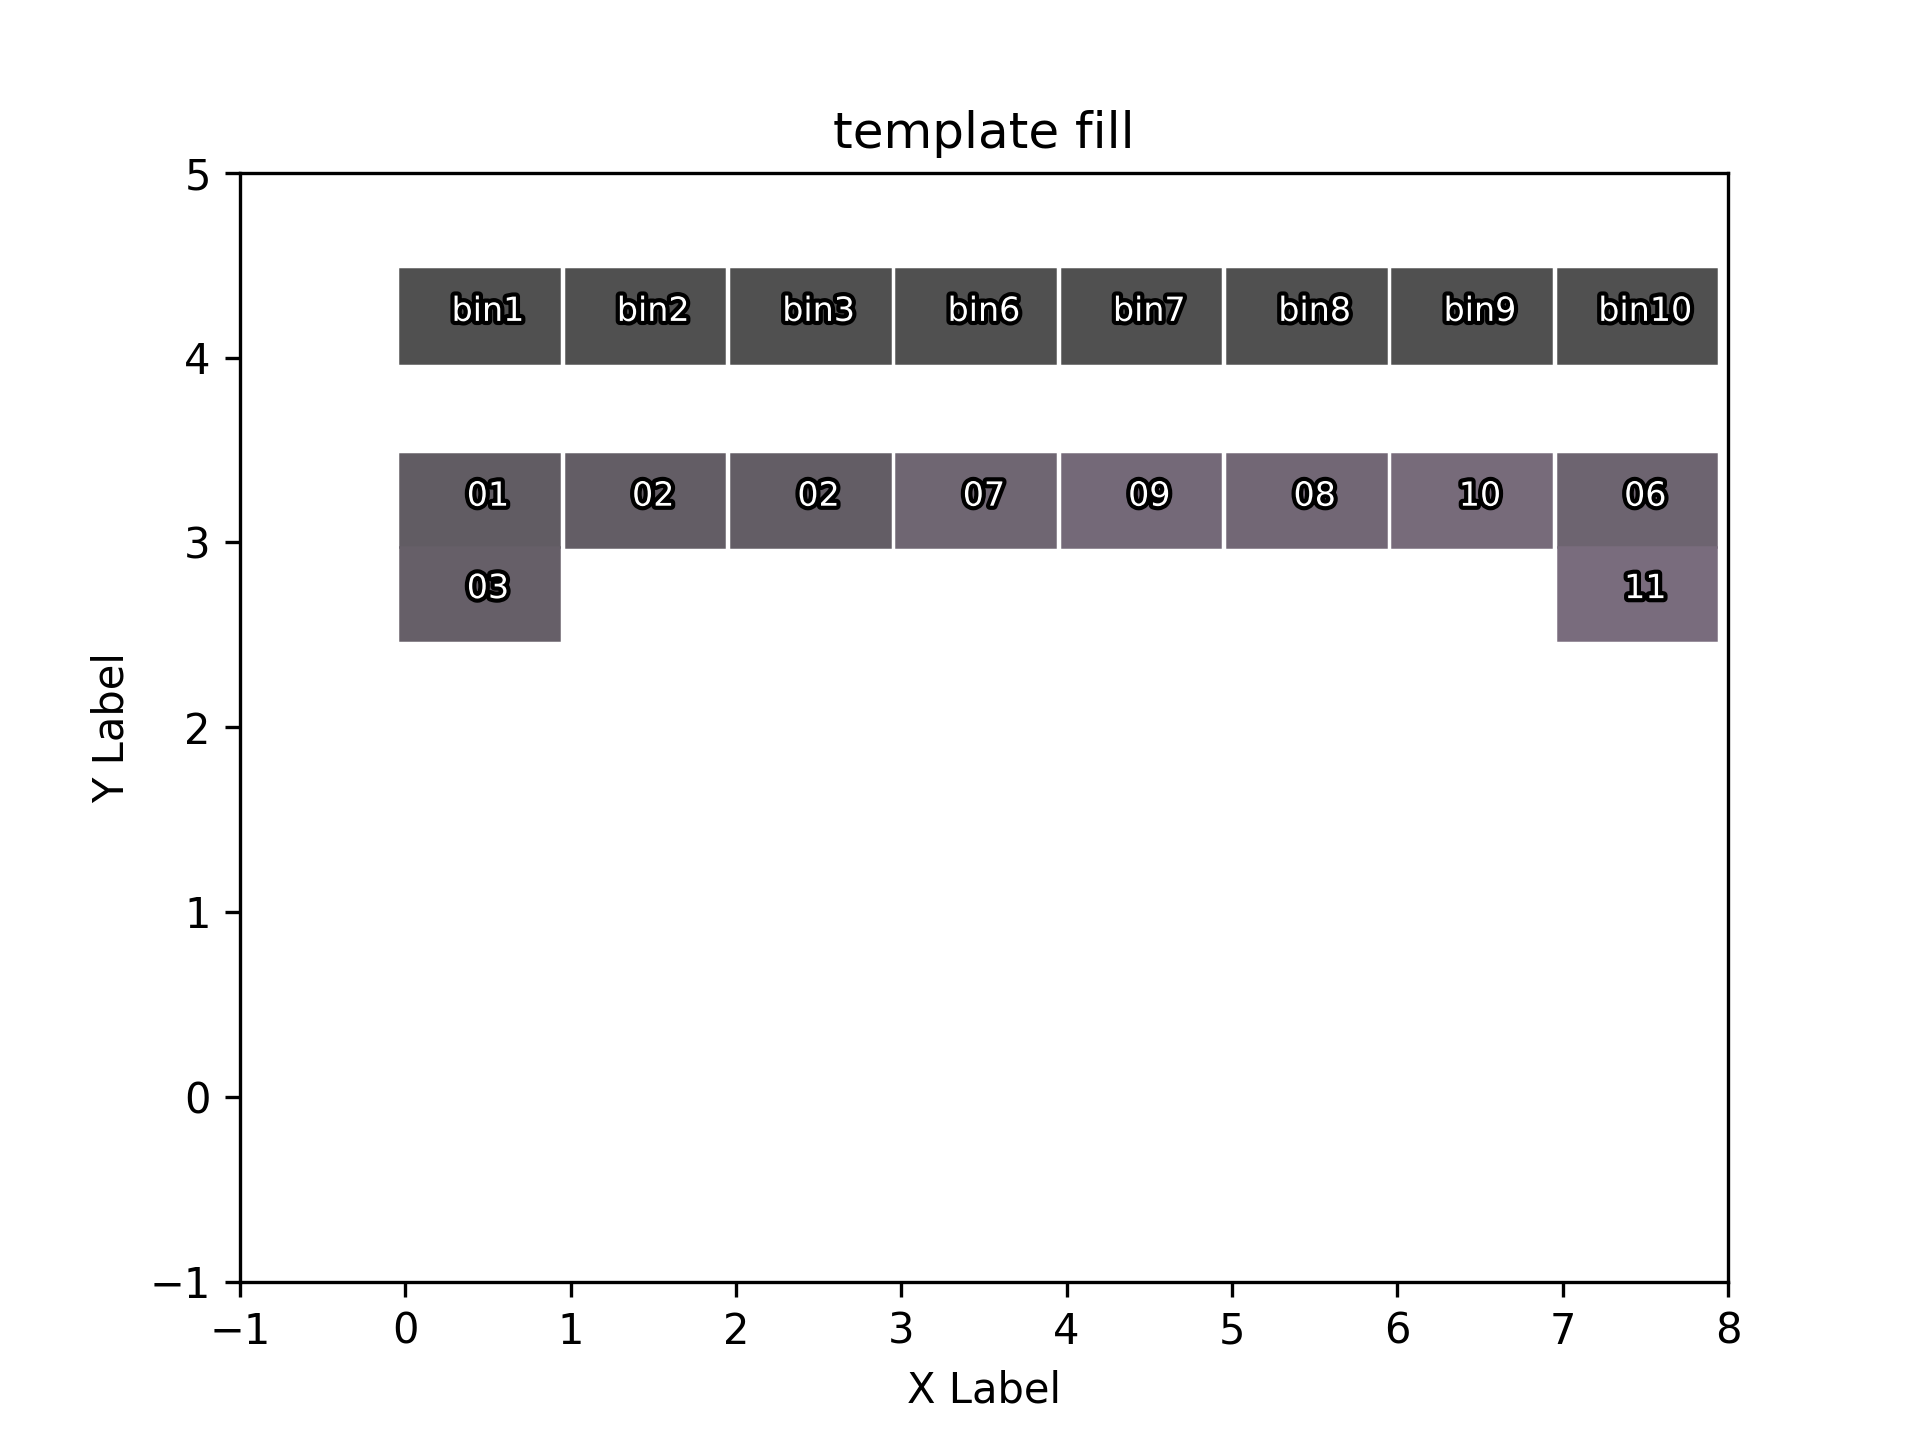 template fill
5
bin1 bin2 bin3 bin6 bin7 bin8 bin9 bin10
4
01 02 02 07 09 08 10 06
3
03 11
Y Label
2
1
0
−1
−1 0 1 2 3 4 5 6 7 8
X Label